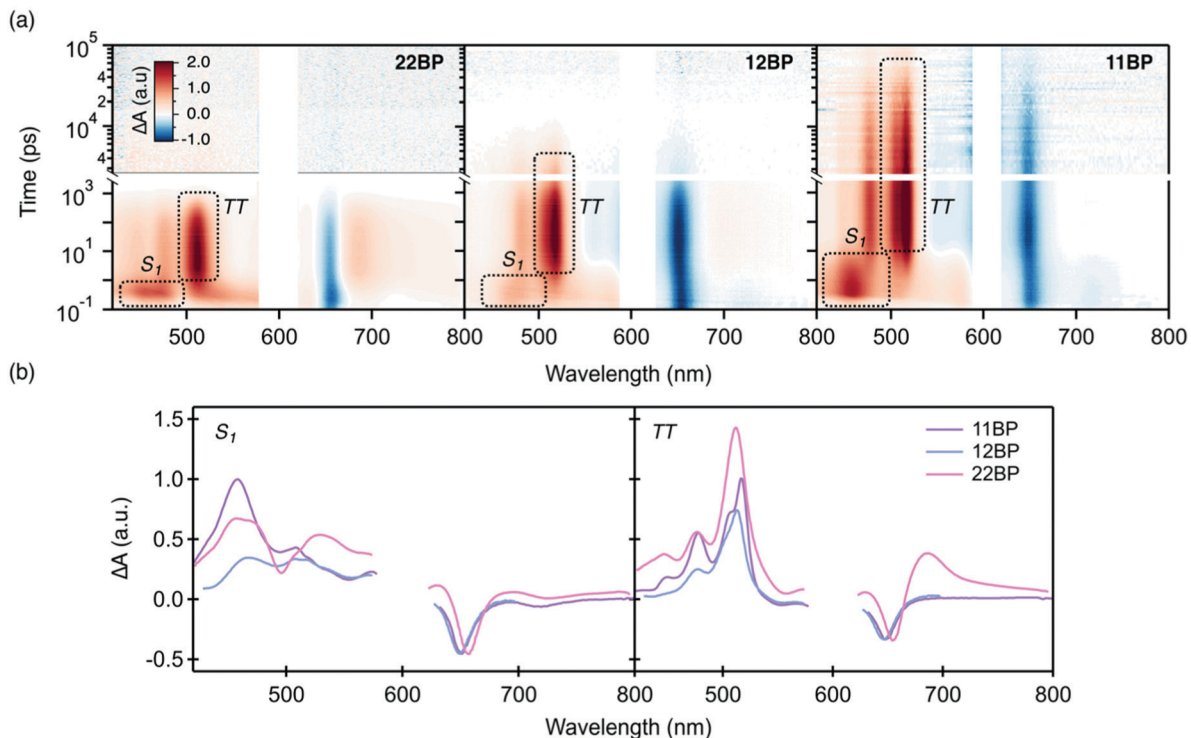 (a)
22BP
12BP
11BP
ΔA (a.u)
2.0
1.0
0.0
-1.0
Time (ps)
10^5
4
2
10^4
4
10^3
10^1
10^0
10^-1
S1
TT
S1
TT
S1
TT
500 600 700 800 500 600 700 800 500 600 700 800
Wavelength (nm)
(b)
ΔA (a.u.)
1.5
1.0
0.5
0.0
-0.5
S1
TT
11BP
12BP
22BP
500 600 700 800 500 600 700 800
Wavelength (nm)